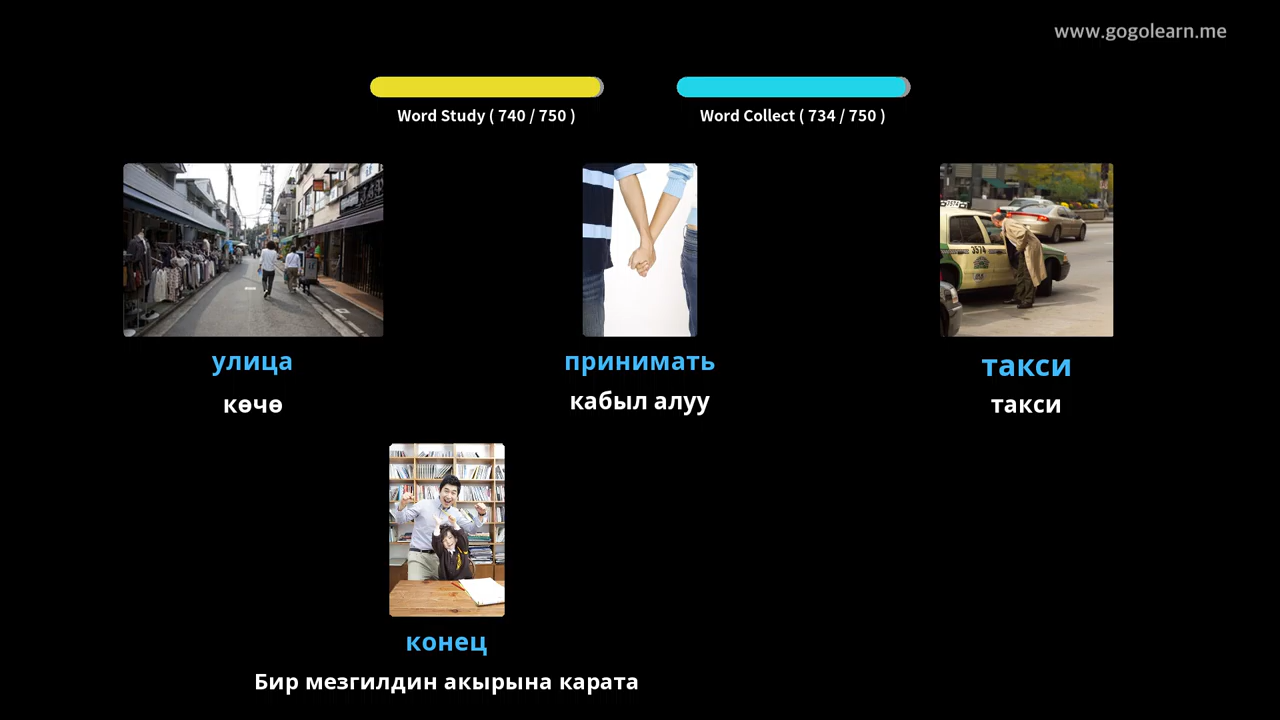 www.gogolearn.me
Word Study ( 740 / 750 )
Word Collect ( 734 / 750 )
улица
принимать
такси
көчө
кабыл алуу
такси
3574
конец
Бир мезгилдин акырына карата